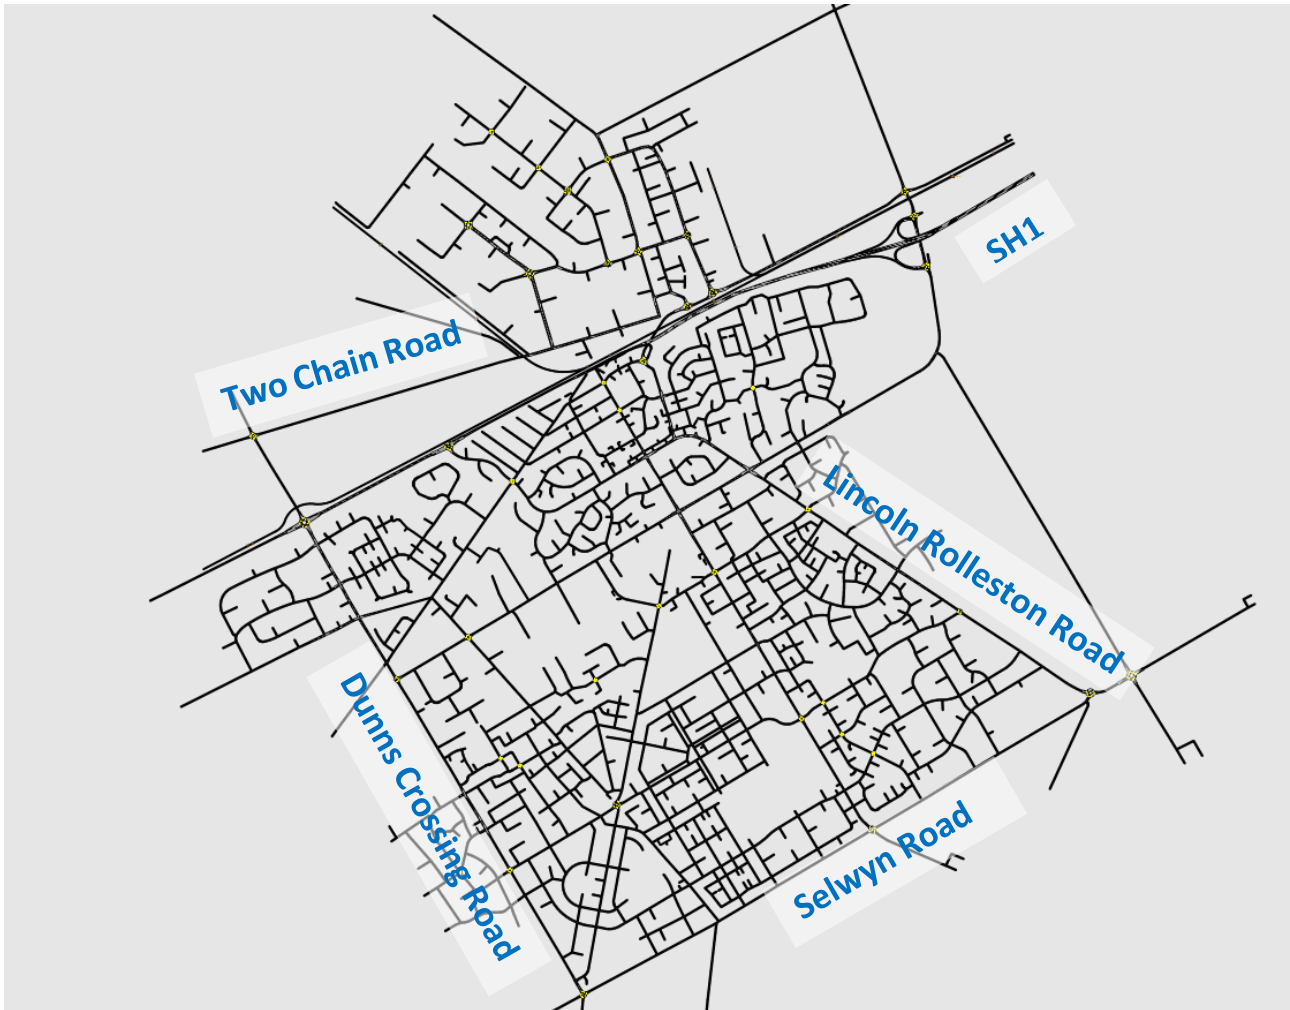 SH1
Two Chain Road
Lincoln Rolleston Road
Dunns Crossing Road
Selwyn Road